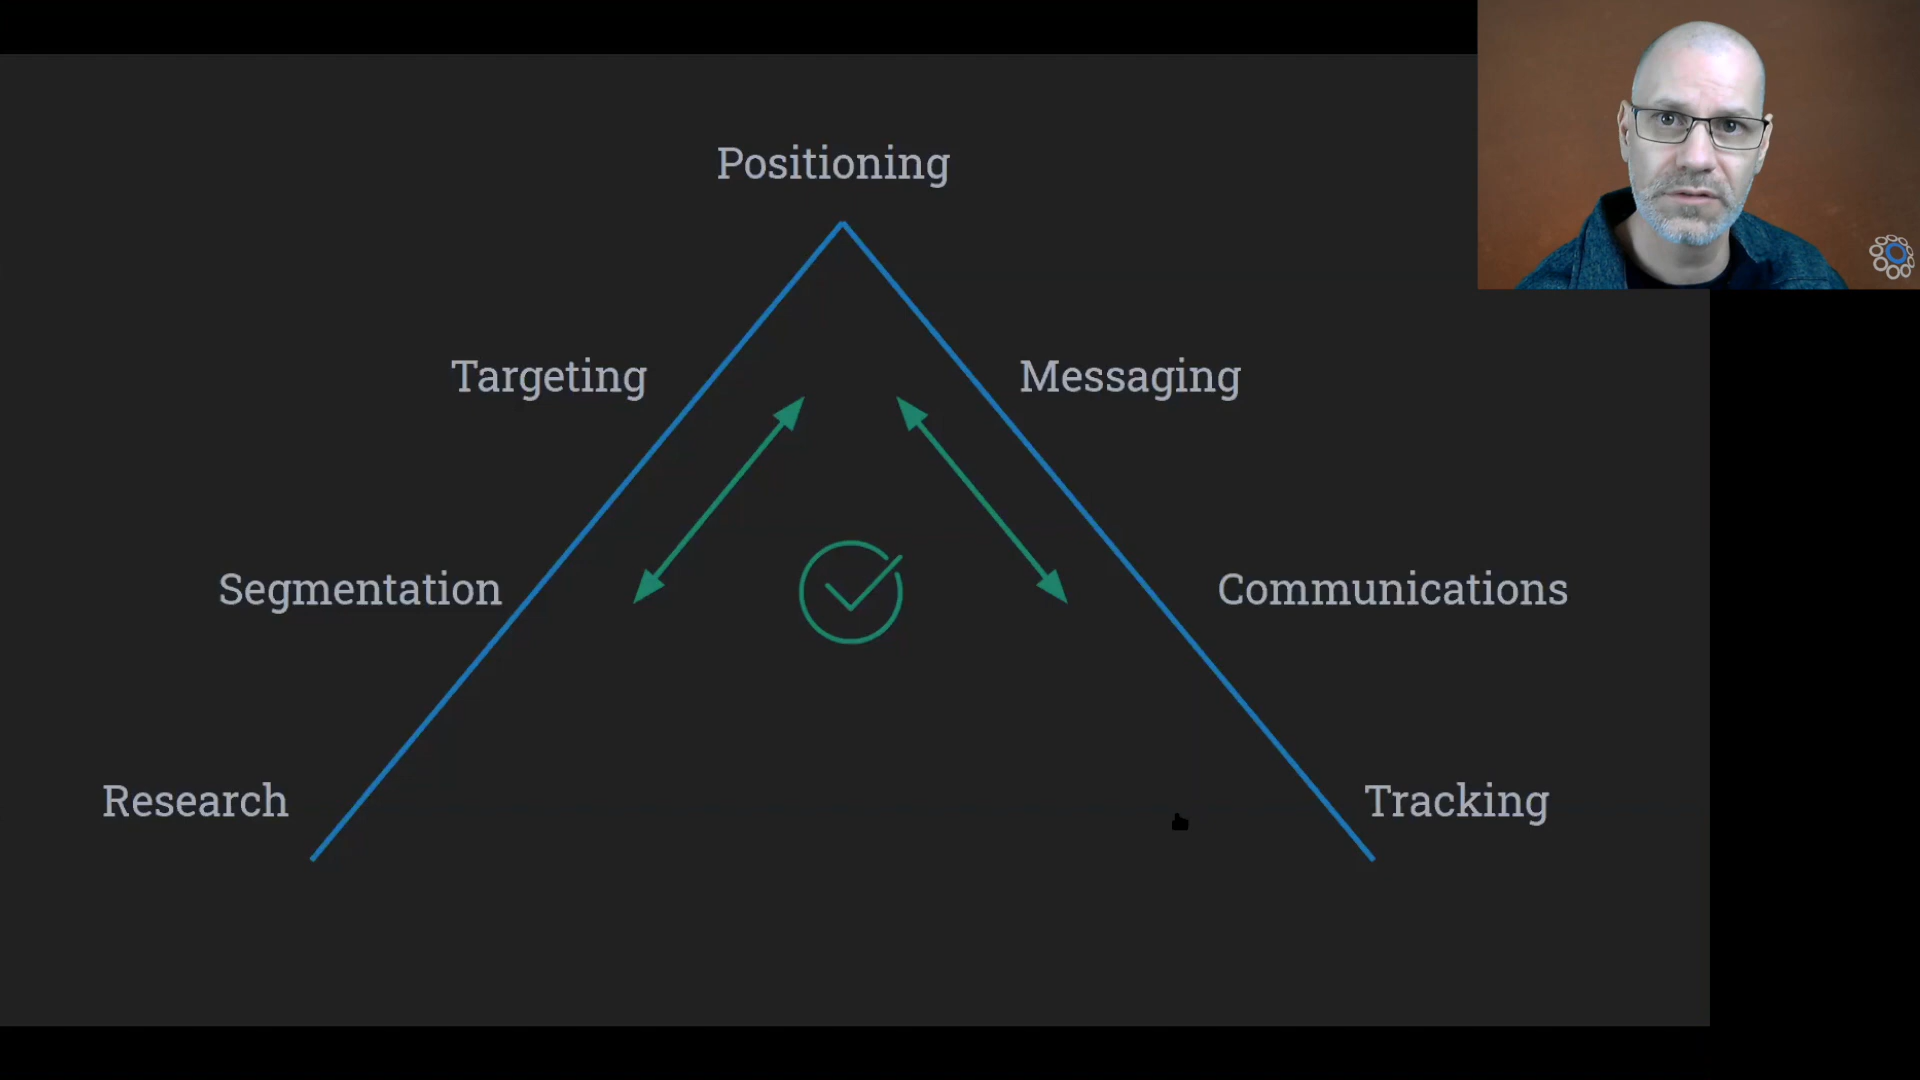 Positioning
Targeting
Messaging
Segmentation
Communications
Research
Tracking